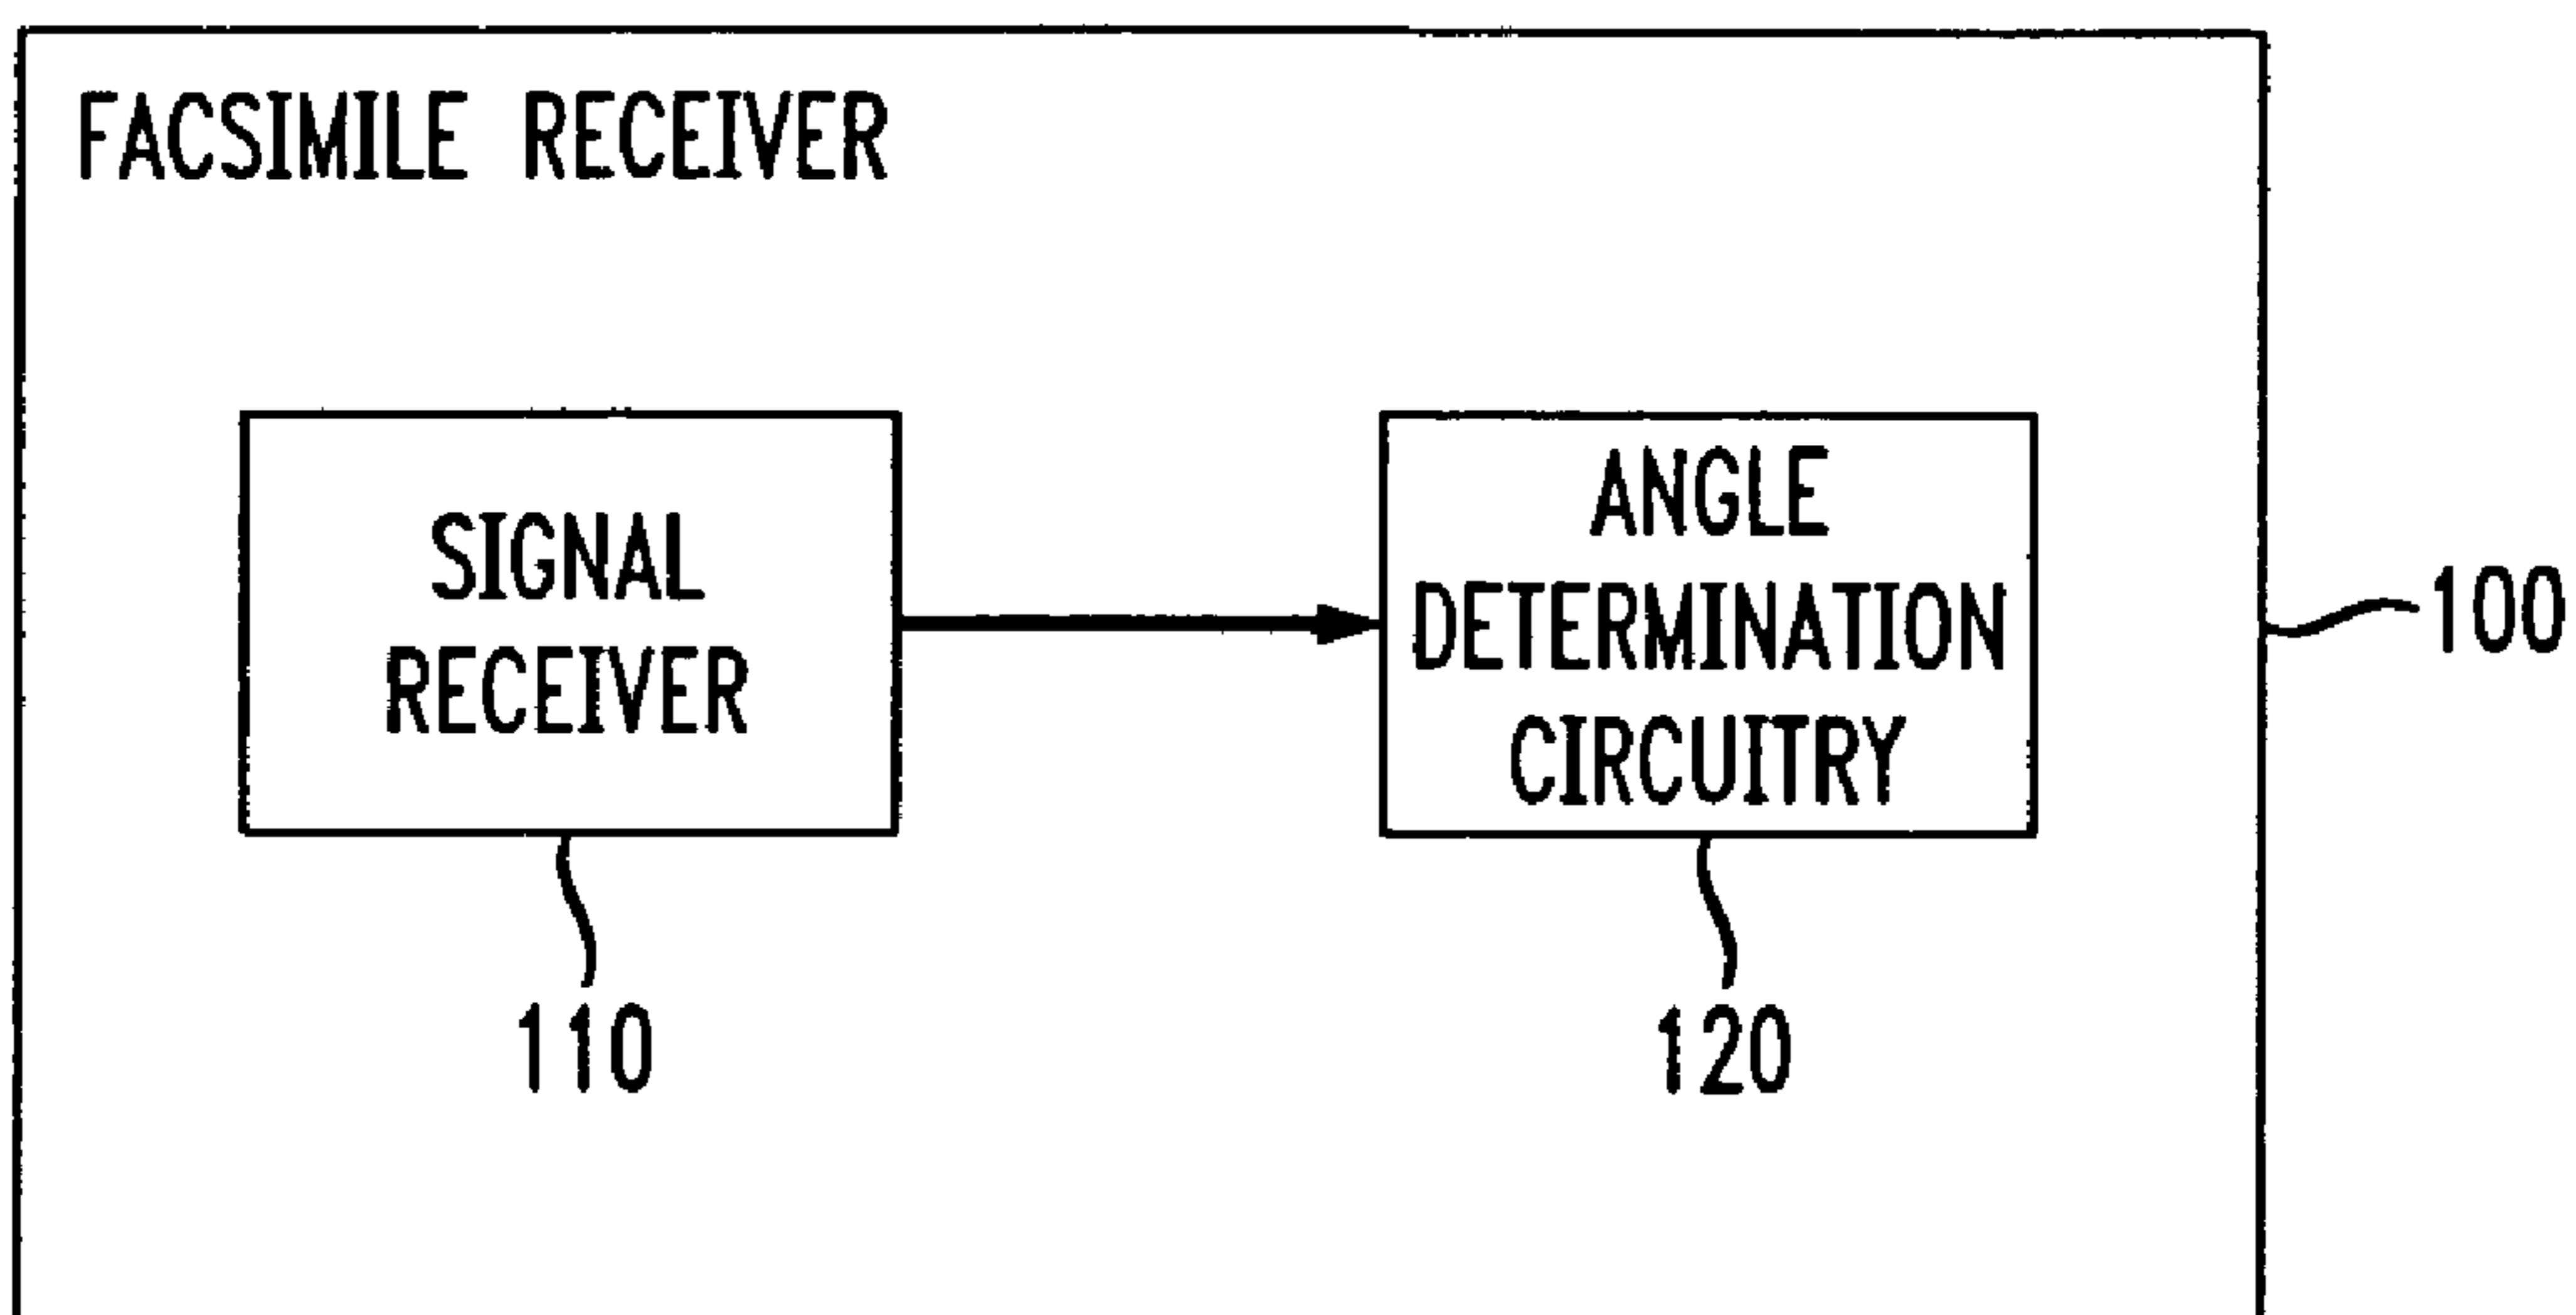 FACSIMILE RECEIVER
SIGNAL
RECEIVER
ANGLE
DETERMINATION
CIRCUITRY
100
110
120